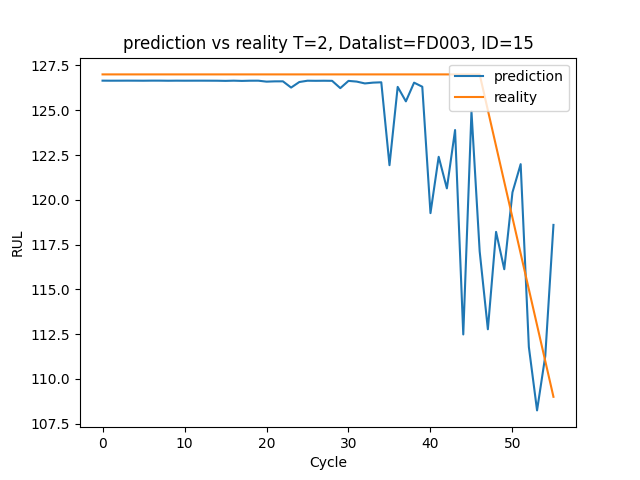 prediction vs reality T=2, Datalist=FD003, ID=15
127.5
125.0
122.5
120.0
117.5
115.0
112.5
110.0
107.5
RUL
prediction
reality
0 10 20 30 40 50
Cycle